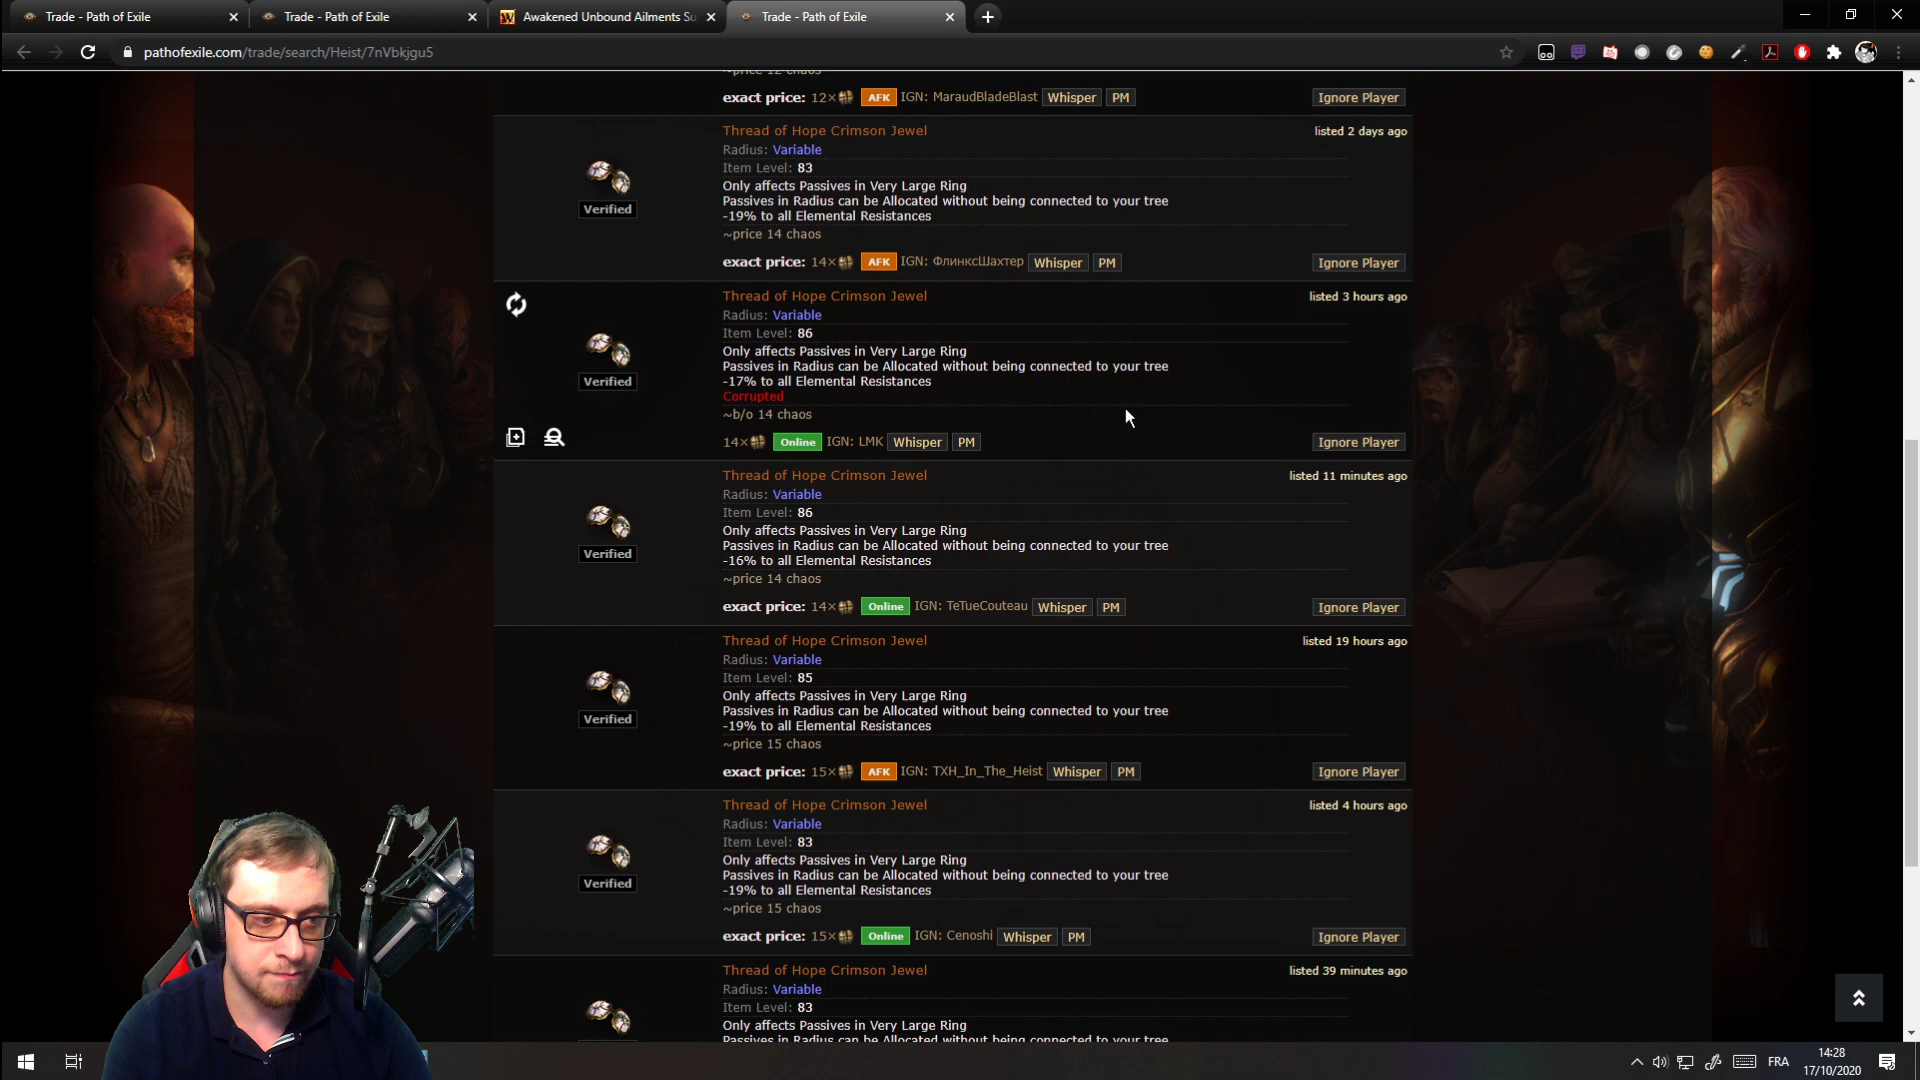 Trade - Path of Exile
Trade - Path of Exile
Awakened Unbound Ailments Su
Trade - Path of Exile
pathofexile.com/trade/search/Heist/7nVbkjgu5
~price 12 chaos
exact price: 12× AFK IGN: MaraudBladeBlast Whisper PM Ignore Player
Thread of Hope Crimson Jewel listed 2 days ago
Radius: Variable
Item Level: 83
Only affects Passives in Very Large Ring
Passives in Radius can be Allocated without being connected to your tree
-19% to all Elemental Resistances
Verified
~price 14 chaos
exact price: 14× AFK IGN: ФлинксШахтер Whisper PM Ignore Player
Thread of Hope Crimson Jewel listed 3 hours ago
Radius: Variable
Item Level: 86
Only affects Passives in Very Large Ring
Passives in Radius can be Allocated without being connected to your tree
-17% to all Elemental Resistances
Verified
Corrupted
~b/o 14 chaos
14× Online IGN: LMK Whisper PM Ignore Player
Thread of Hope Crimson Jewel listed 11 minutes ago
Radius: Variable
Item Level: 86
Only affects Passives in Very Large Ring
Passives in Radius can be Allocated without being connected to your tree
Verified
-16% to all Elemental Resistances
~price 14 chaos
exact price: 14× Online IGN: TeTueCouteau Whisper PM Ignore Player
Thread of Hope Crimson Jewel listed 19 hours ago
Radius: Variable
Item Level: 85
Only affects Passives in Very Large Ring
Passives in Radius can be Allocated without being connected to your tree
Verified
-19% to all Elemental Resistances
~price 15 chaos
exact price: 15× AFK IGN: TXH_In_The_Heist Whisper PM Ignore Player
Thread of Hope Crimson Jewel listed 4 hours ago
Radius: Variable
Item Level: 83
Only affects Passives in Very Large Ring
Passives in Radius can be Allocated without being connected to your tree
Verified
-19% to all Elemental Resistances
~price 15 chaos
exact price: 15× Online IGN: Cenoshi Whisper PM Ignore Player
Thread of Hope Crimson Jewel listed 39 minutes ago
Radius: Variable
Item Level: 83
Only affects Passives in Very Large Ring
Passives in Radius can be Allocated without being connected to your tree
FRA
14:28
17/10/2020